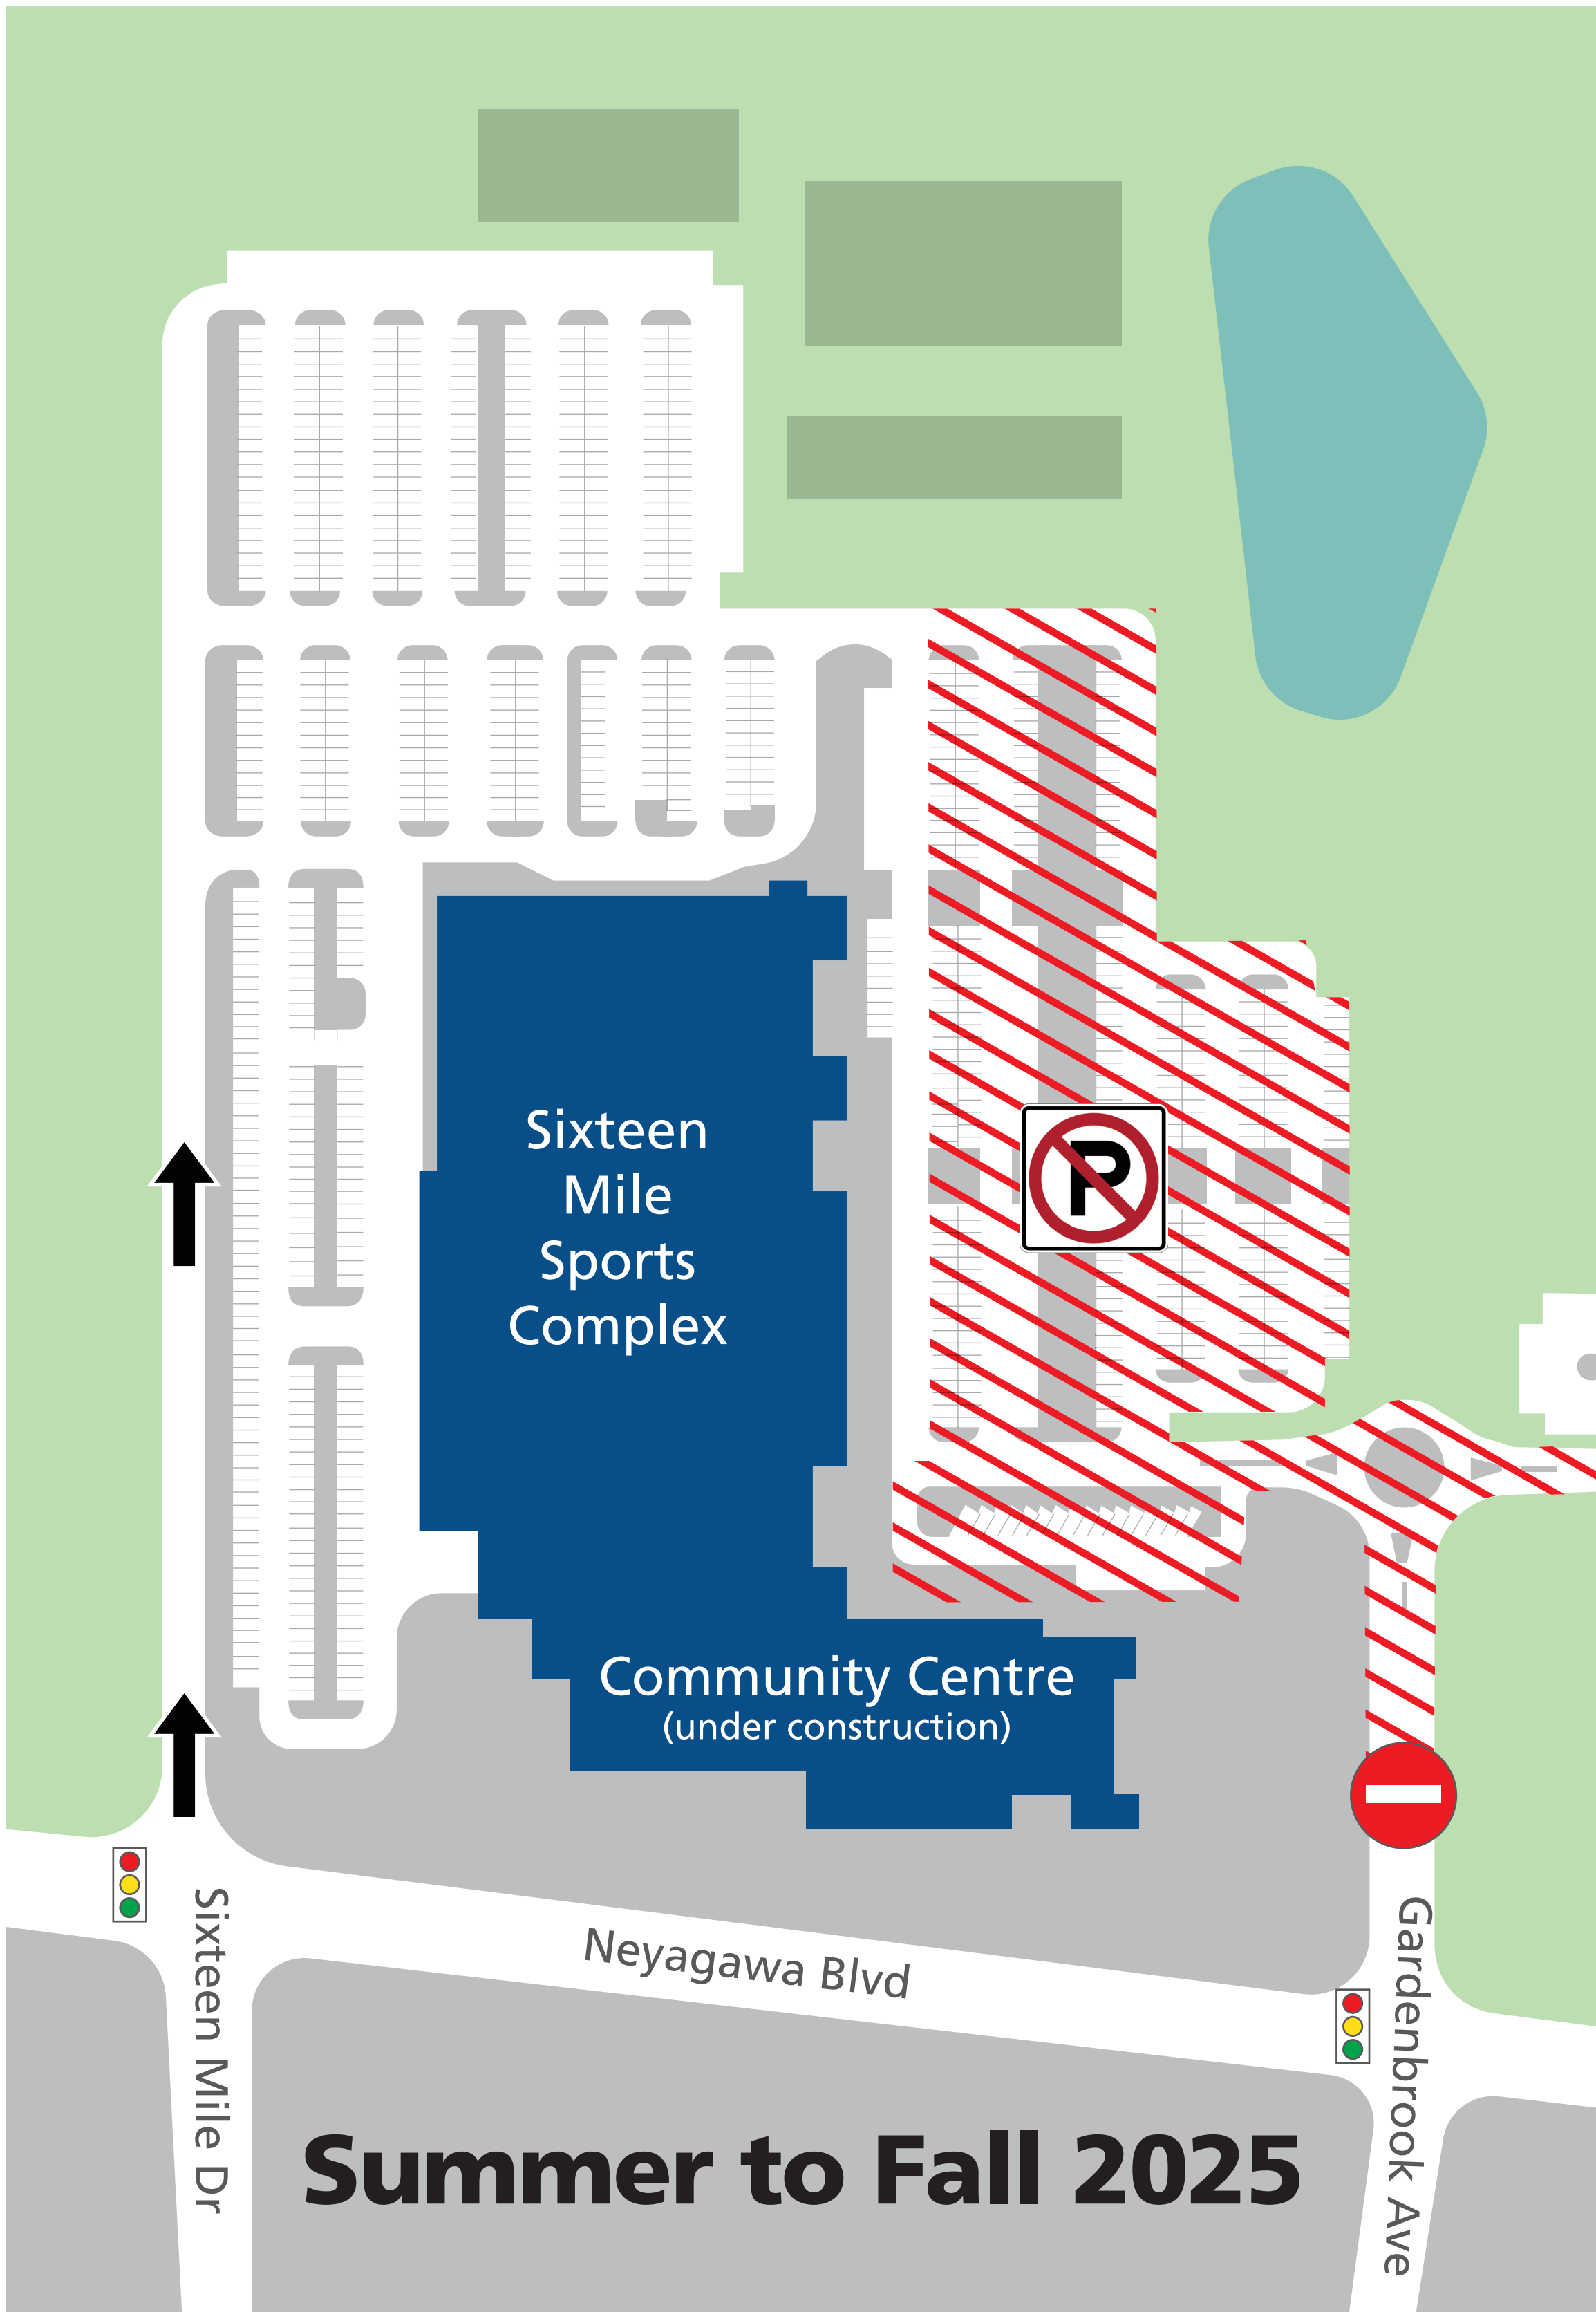 Sixteen
Mile
Sports
Complex
P
Community Centre
(under construction)
Neyagawa Blvd
Sixteen Mile Dr
Gardenbrook Ave
Summer to Fall 2025